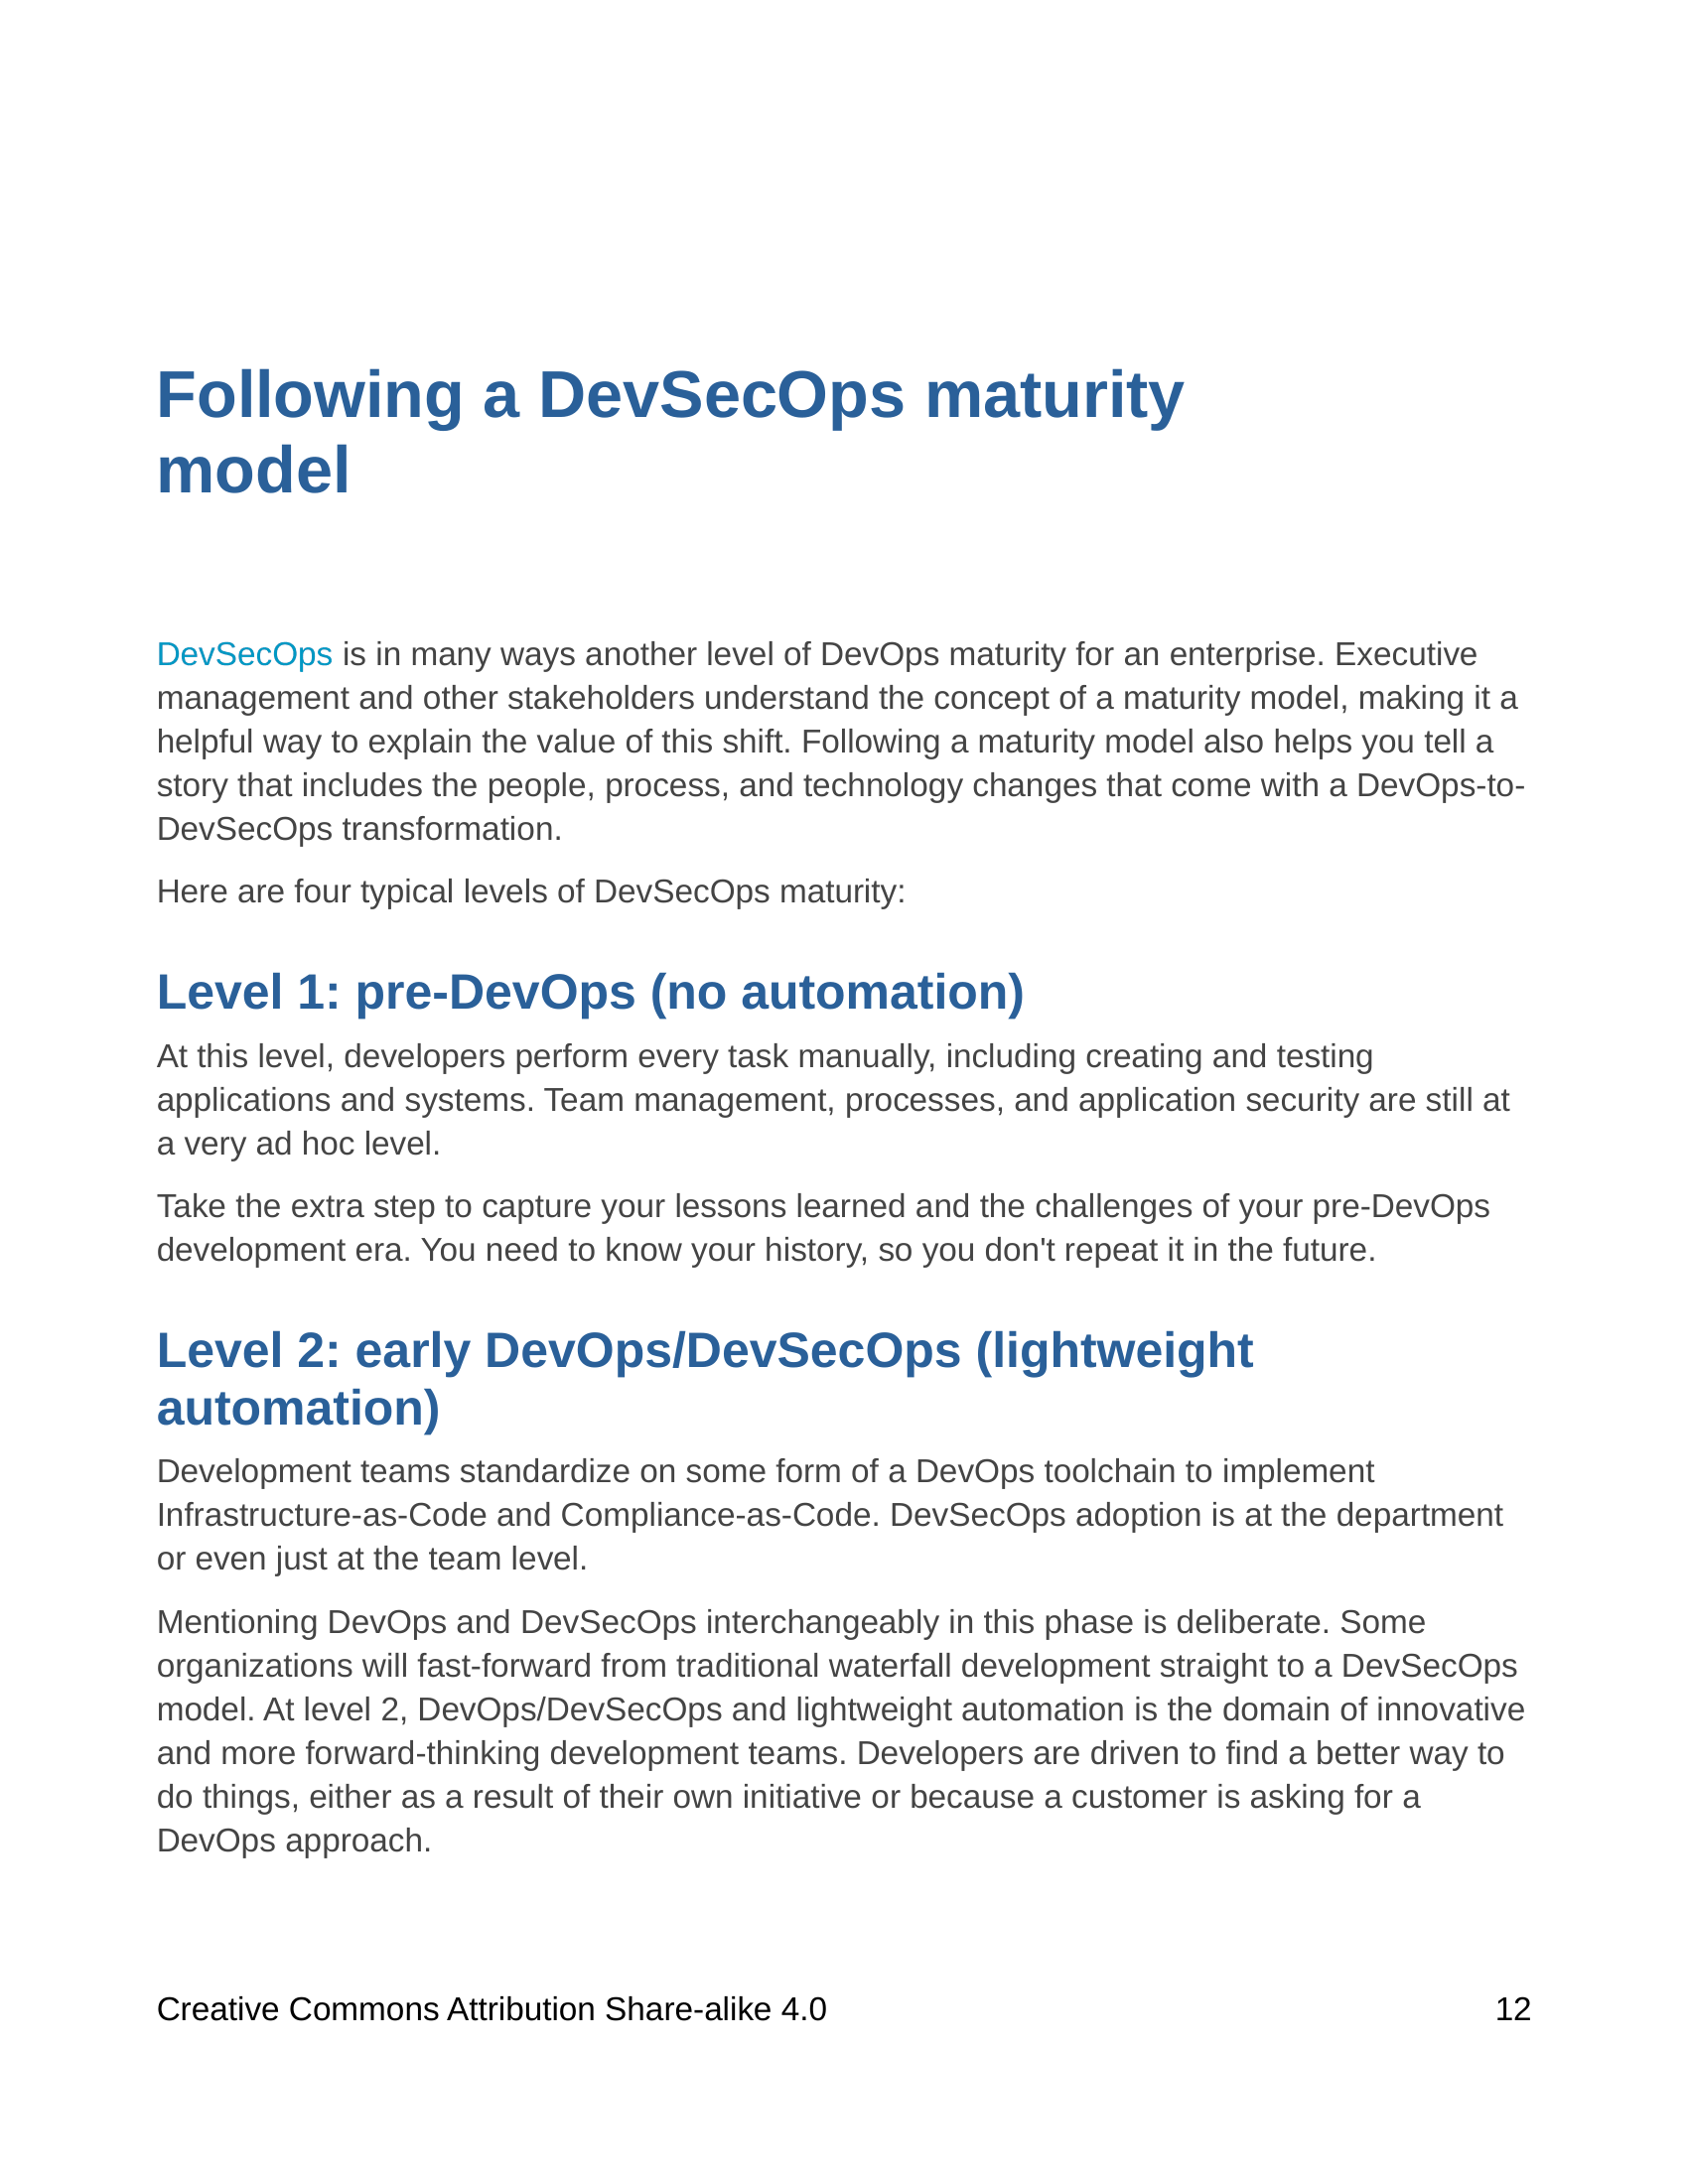 Following a DevSecOps maturity
model
DevSecOps is in many ways another level of DevOps maturity for an enterprise. Executive
management and other stakeholders understand the concept of a maturity model, making it a
helpful way to explain the value of this shift. Following a maturity model also helps you tell a
story that includes the people, process, and technology changes that come with a DevOps-to-
DevSecOps transformation.
Here are four typical levels of DevSecOps maturity:
Level 1: pre-DevOps (no automation)
At this level, developers perform every task manually, including creating and testing
applications and systems. Team management, processes, and application security are still at
a very ad hoc level.
Take the extra step to capture your lessons learned and the challenges of your pre-DevOps
development era. You need to know your history, so you don't repeat it in the future.
Level 2: early DevOps/DevSecOps (lightweight
automation)
Development teams standardize on some form of a DevOps toolchain to implement
Infrastructure-as-Code and Compliance-as-Code. DevSecOps adoption is at the department
or even just at the team level.
Mentioning DevOps and DevSecOps interchangeably in this phase is deliberate. Some
organizations will fast-forward from traditional waterfall development straight to a DevSecOps
model. At level 2, DevOps/DevSecOps and lightweight automation is the domain of innovative
and more forward-thinking development teams. Developers are driven to find a better way to
do things, either as a result of their own initiative or because a customer is asking for a
DevOps approach.
Creative Commons Attribution Share-alike 4.0 12